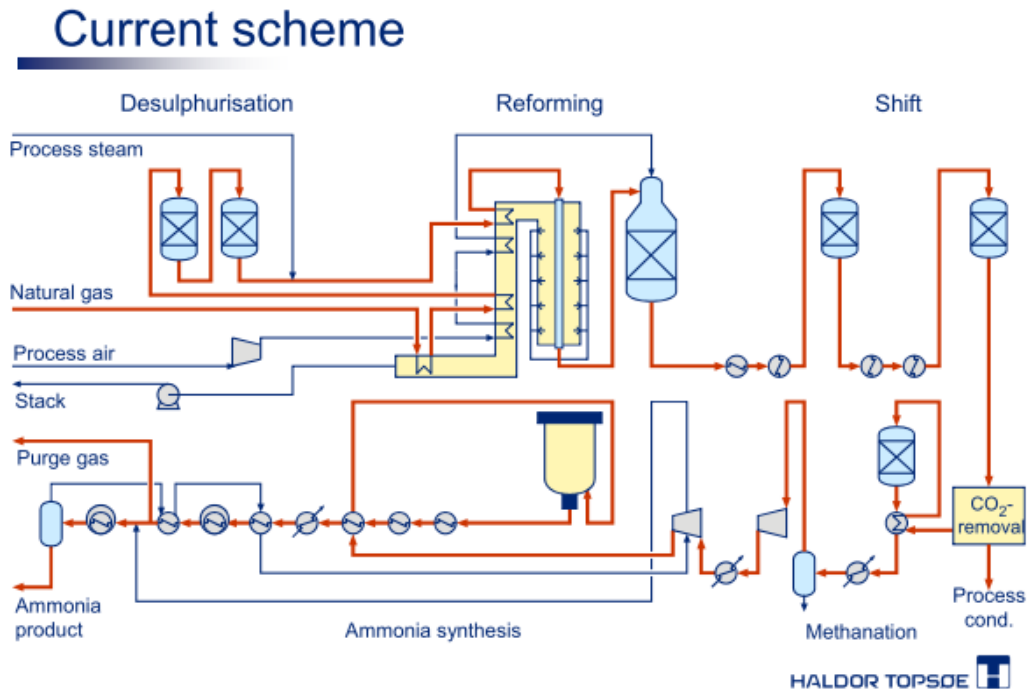 Current scheme
Desulphurisation
Reforming
Shift
Process steam
Natural gas
Process air
Stack
Purge gas
CO₂-
removal
Ammonia
product
Ammonia synthesis
Methanation
Process
cond.
HALDOR TOPSØE